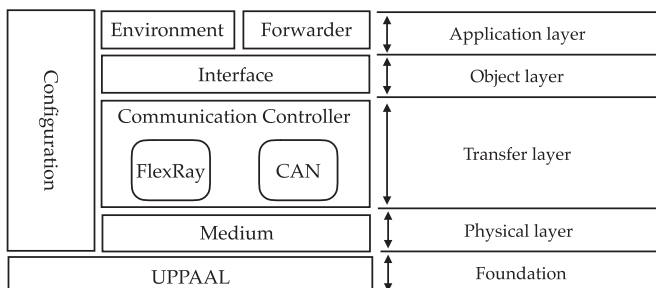 Configuration
Environment
Forwarder
Application layer
Interface
Object layer
Communication Controller
FlexRay
CAN
Transfer layer
Medium
Physical layer
UPPAAL
Foundation